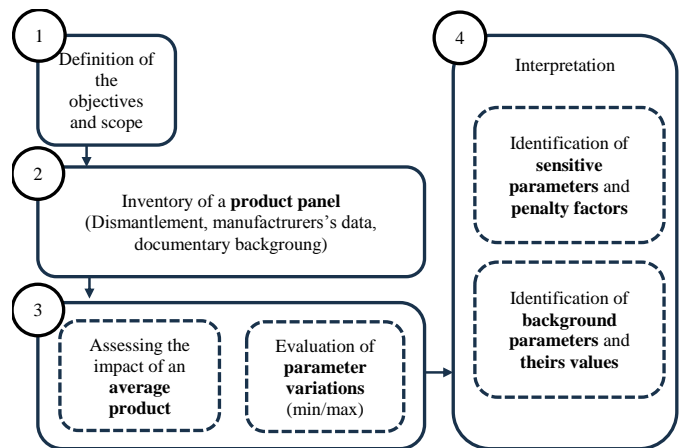 1
Definition of
the
objectives
and scope
2
Inventory of a product panel
(Dismantlement, manufacturers's data,
documentary backgroung)
3
Assessing the
impact of an
average
product
Evaluation of
parameter
variations
(min/max)
4
Interpretation
Identification of
sensitive
parameters and
penalty factors
Identification of
background
parameters and
theirs values